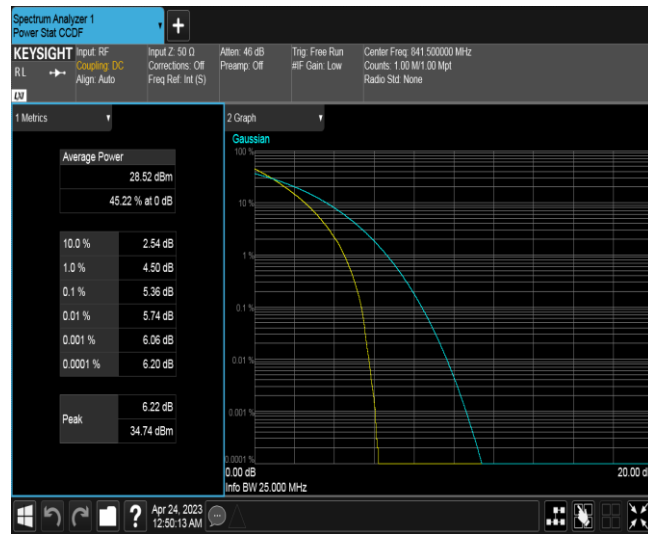 Spectrum Analyzer 1
Power Stat CCDF
+
KEYSIGHT
RL
LXI
Input: RF
Coupling: DC
Align: Auto
Input Z: 50 Ω
Corrections: Off
Freq Ref: Int (S)
Atten: 46 dB
Preamp: Off
Trig: Free Run
#IF Gain: Low
Center Freq: 841.500000 MHz
Counts: 1.00 M/1.00 Mpt
Radio Std: None
1 Metrics
Average Power
28.52 dBm
45.22 % at 0 dB
10.0 % 2.54 dB
1.0 % 4.50 dB
0.1 % 5.36 dB
0.01 % 5.74 dB
0.001 % 6.06 dB
0.0001 % 6.20 dB
Peak
6.22 dB
34.74 dBm
2 Graph
Gaussian
100 %
10 %
1 %
0.1 %
0.01 %
0.001 %
0.0001 %
0.00 dB
20.00 d
Info BW 25.000 MHz
?
Apr 24, 2023
12:50:13 AM